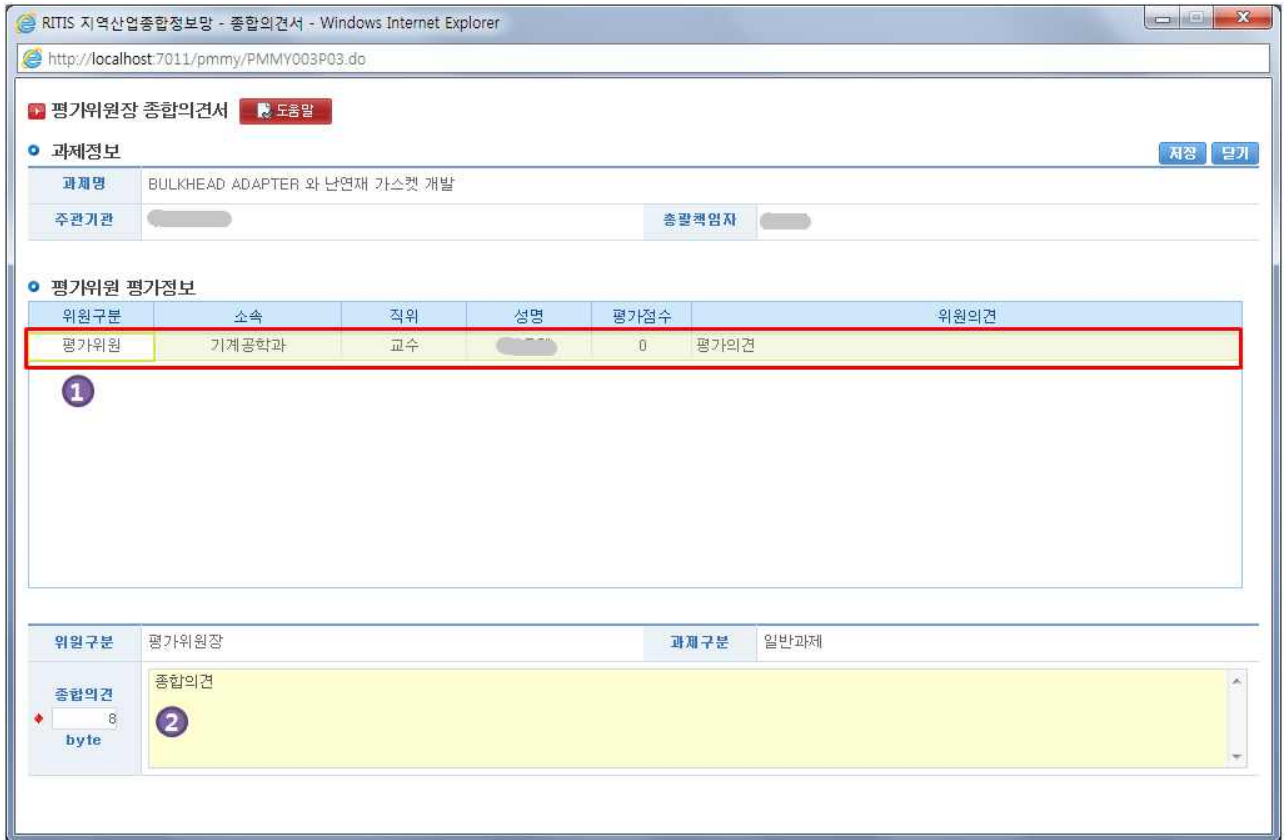 RITIS 지역산업종합정보망 - 종합의견서 - Windows Internet Explorer
http://localhost:7011/pmmy/PMMY003P03.do
평가위원장 종합의견서 도움말
과제정보 저장 닫기
과제명 BULKHEAD ADAPTER 와 난연재 가스켓 개발
주관기관 총괄책임자
평가위원 평가정보
위원구분 소속 직위 성명 평가점수 위원의견
평가위원 기계공학과 교수 0 평가의견
1
위원구분 평가위원장 과제구분 일반과제
종합의견
종합의견
8
2
byte